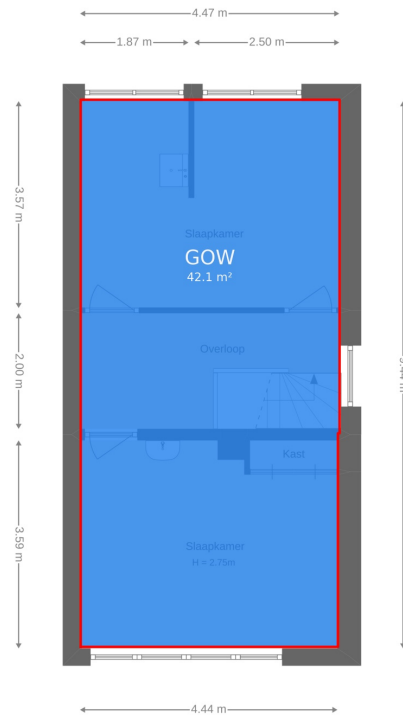 4.47 m
1.87 m
2.50 m
3.57 m
Slaapkamer
GOW
42.1 m²
Overloop
2.00 m
Kast
3.59 m
Slaapkamer
H = 2.75m
4.44 m